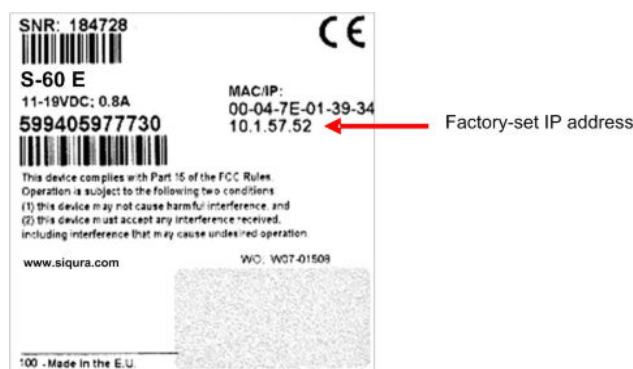 SNR: 184728
CE
S-60 E
11-19VDC; 0.8A
599405977730
MAC/IP:
00-04-7E-01-39-34
10.1.57.52
Factory-set IP address
This device complies with Part 15 of the FCC Rules.
Operation is subject to the following two conditions
(1) this device may not cause harmful interference, and
(2) this device must accept any interference received,
including interference that may cause undesired operation.
www.siqura.com
WO: W07-01508
100 - Made in the E.U.